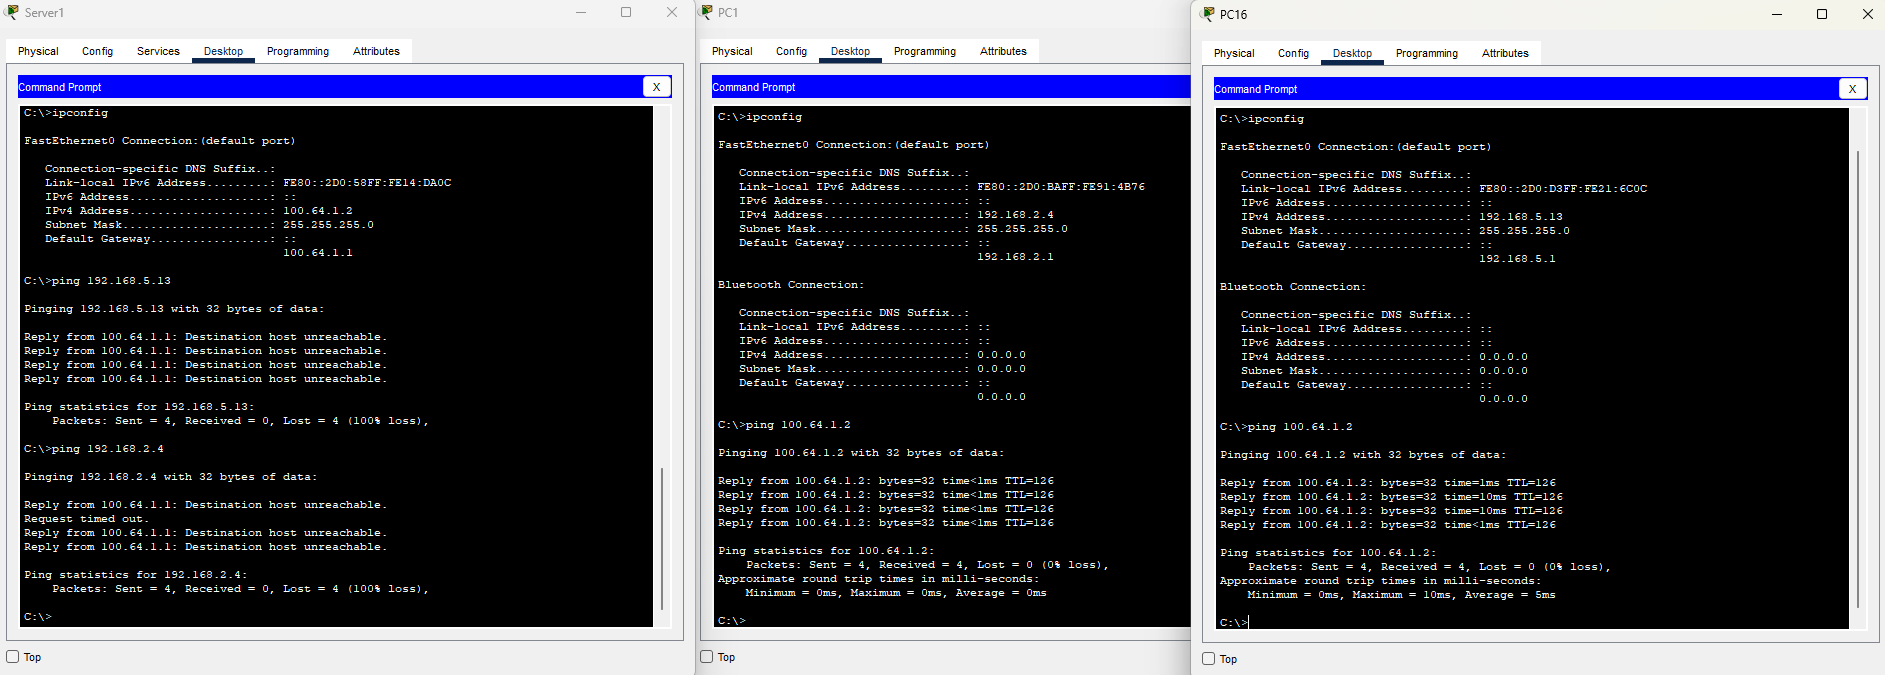 Server1
Physical Config Services Desktop Programming Attributes
Command Prompt X
C:\>ipconfig
FastEthernet0 Connection:(default port)
Connection-specific DNS Suffix..:
Link-local IPv6 Address.........: FE80::2D0:58FF:FE14:DA0C
IPv6 Address....................: ::
IPv4 Address....................: 100.64.1.2
Subnet Mask.....................: 255.255.255.0
Default Gateway.................: ::
100.64.1.1
C:\>ping 192.168.5.13
Pinging 192.168.5.13 with 32 bytes of data:
Reply from 100.64.1.1: Destination host unreachable.
Reply from 100.64.1.1: Destination host unreachable.
Reply from 100.64.1.1: Destination host unreachable.
Reply from 100.64.1.1: Destination host unreachable.
Ping statistics for 192.168.5.13:
Packets: Sent = 4, Received = 0, Lost = 4 (100% loss),
C:\>ping 192.168.2.4
Pinging 192.168.2.4 with 32 bytes of data:
Reply from 100.64.1.1: Destination host unreachable.
Request timed out.
Reply from 100.64.1.1: Destination host unreachable.
Reply from 100.64.1.1: Destination host unreachable.
Ping statistics for 192.168.2.4:
Packets: Sent = 4, Received = 0, Lost = 4 (100% loss),
C:\>
Top
PC1
Physical Config Desktop Programming Attributes
Command Prompt
C:\>ipconfig
FastEthernet0 Connection:(default port)
Connection-specific DNS Suffix..:
Link-local IPv6 Address.........: FE80::2D0:BAFF:FE91:4B76
IPv6 Address....................: ::
IPv4 Address....................: 192.168.2.4
Subnet Mask.....................: 255.255.255.0
Default Gateway.................: ::
192.168.2.1
Bluetooth Connection:
Connection-specific DNS Suffix..:
Link-local IPv6 Address.........: ::
IPv6 Address....................: ::
IPv4 Address....................: 0.0.0.0
Subnet Mask.....................: 0.0.0.0
Default Gateway.................: ::
0.0.0.0
C:\>ping 100.64.1.2
Pinging 100.64.1.2 with 32 bytes of data:
Reply from 100.64.1.2: bytes=32 time<1ms TTL=126
Reply from 100.64.1.2: bytes=32 time<1ms TTL=126
Reply from 100.64.1.2: bytes=32 time<1ms TTL=126
Reply from 100.64.1.2: bytes=32 time<1ms TTL=126
Ping statistics for 100.64.1.2:
Packets: Sent = 4, Received = 4, Lost = 0 (0% loss),
Approximate round trip times in milli-seconds:
Minimum = 0ms, Maximum = 0ms, Average = 0ms
C:\>
Top
PC16
Physical Config Desktop Programming Attributes
Command Prompt X
C:\>ipconfig
FastEthernet0 Connection:(default port)
Connection-specific DNS Suffix..:
Link-local IPv6 Address.........: FE80::2D0:D3FF:FE21:6C0C
IPv6 Address....................: ::
IPv4 Address....................: 192.168.5.13
Subnet Mask.....................: 255.255.255.0
Default Gateway.................: ::
192.168.5.1
Bluetooth Connection:
Connection-specific DNS Suffix..:
Link-local IPv6 Address.........: ::
IPv6 Address....................: ::
IPv4 Address....................: 0.0.0.0
Subnet Mask.....................: 0.0.0.0
Default Gateway.................: ::
0.0.0.0
C:\>ping 100.64.1.2
Pinging 100.64.1.2 with 32 bytes of data:
Reply from 100.64.1.2: bytes=32 time=1ms TTL=126
Reply from 100.64.1.2: bytes=32 time=10ms TTL=126
Reply from 100.64.1.2: bytes=32 time=10ms TTL=126
Reply from 100.64.1.2: bytes=32 time<1ms TTL=126
Ping statistics for 100.64.1.2:
Packets: Sent = 4, Received = 4, Lost = 0 (0% loss),
Approximate round trip times in milli-seconds:
Minimum = 0ms, Maximum = 10ms, Average = 5ms
C:\>
Top